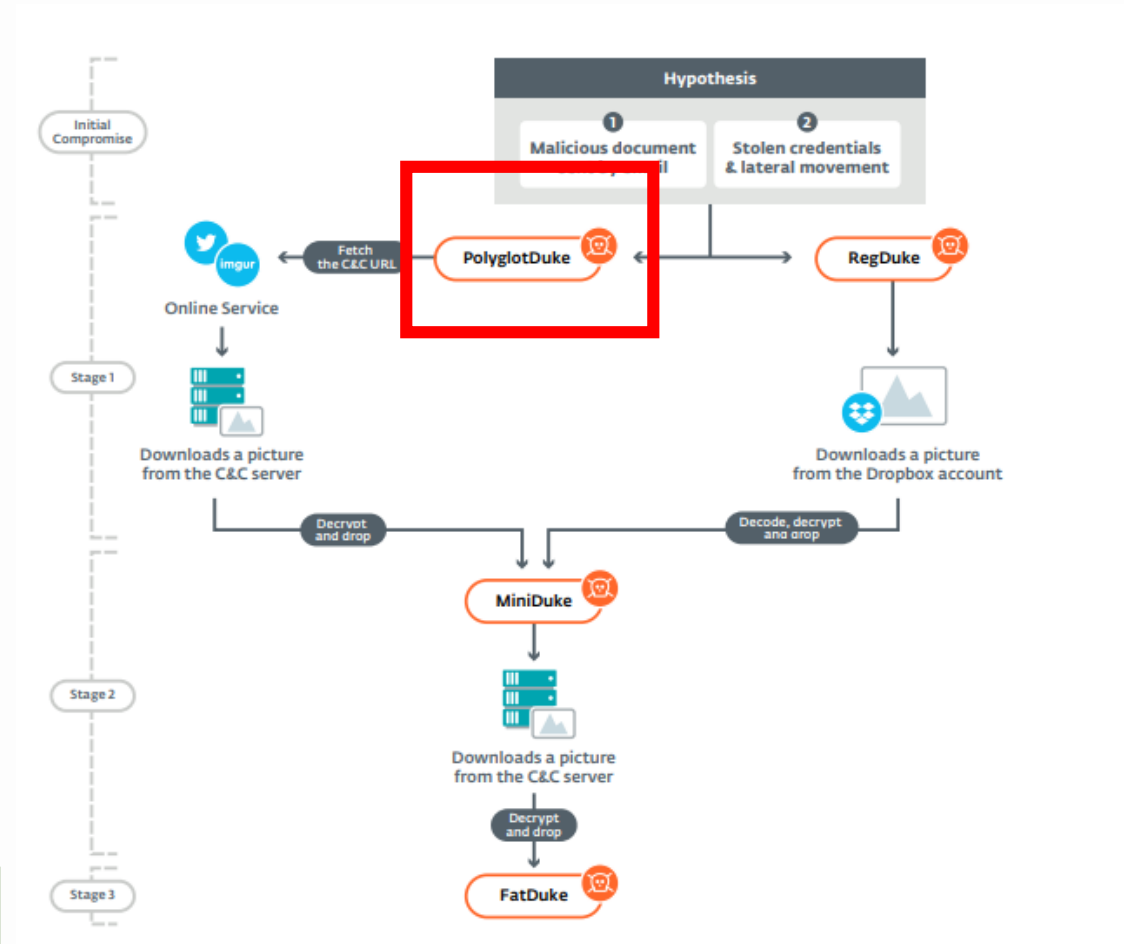 Hypothesis
Initial
Compromise
1
2
Malicious document
Stolen credentials
& lateral movement
Fetch
the C&C URL
PolyglotDuke
RegDuke
imgur
Online Service
Stage 1
Downloads a picture
from the C&C server
Downloads a picture
from the Dropbox account
Decrypt
and drop
Decode, decrypt
and drop
MiniDuke
Stage 2
Downloads a picture
from the C&C server
Decrypt
and drop
Stage 3
FatDuke